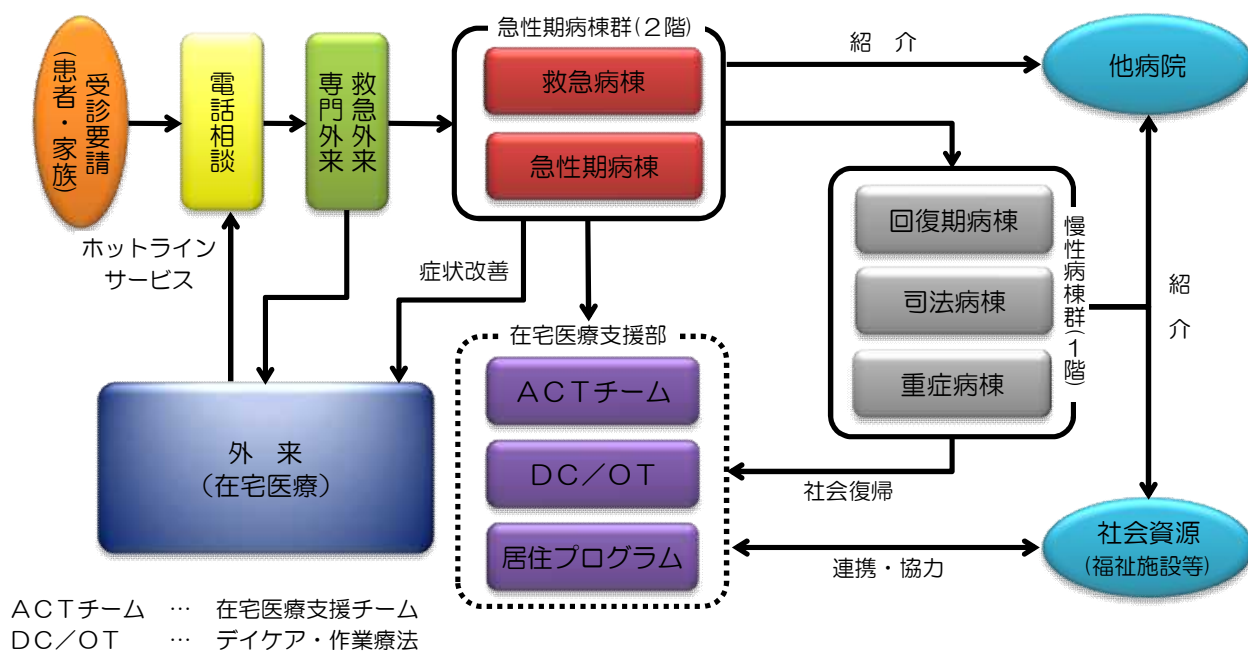 受診要請
(患者・家族)
電話相談
救急外来
専門外来
急性期病棟群(2階)
救急病棟
急性期病棟
紹　介
他病院
ホットライン
サービス
症状改善
回復期病棟
司法病棟
重症病棟
慢性病棟群(1階)
紹　介
外　来
(在宅医療)
在宅医療支援部
ACTチーム
DC/OT
居住プログラム
社会復帰
連携・協力
社会資源
(福祉施設等)
ACTチーム　…　在宅医療支援チーム
DC/OT　…　デイケア・作業療法